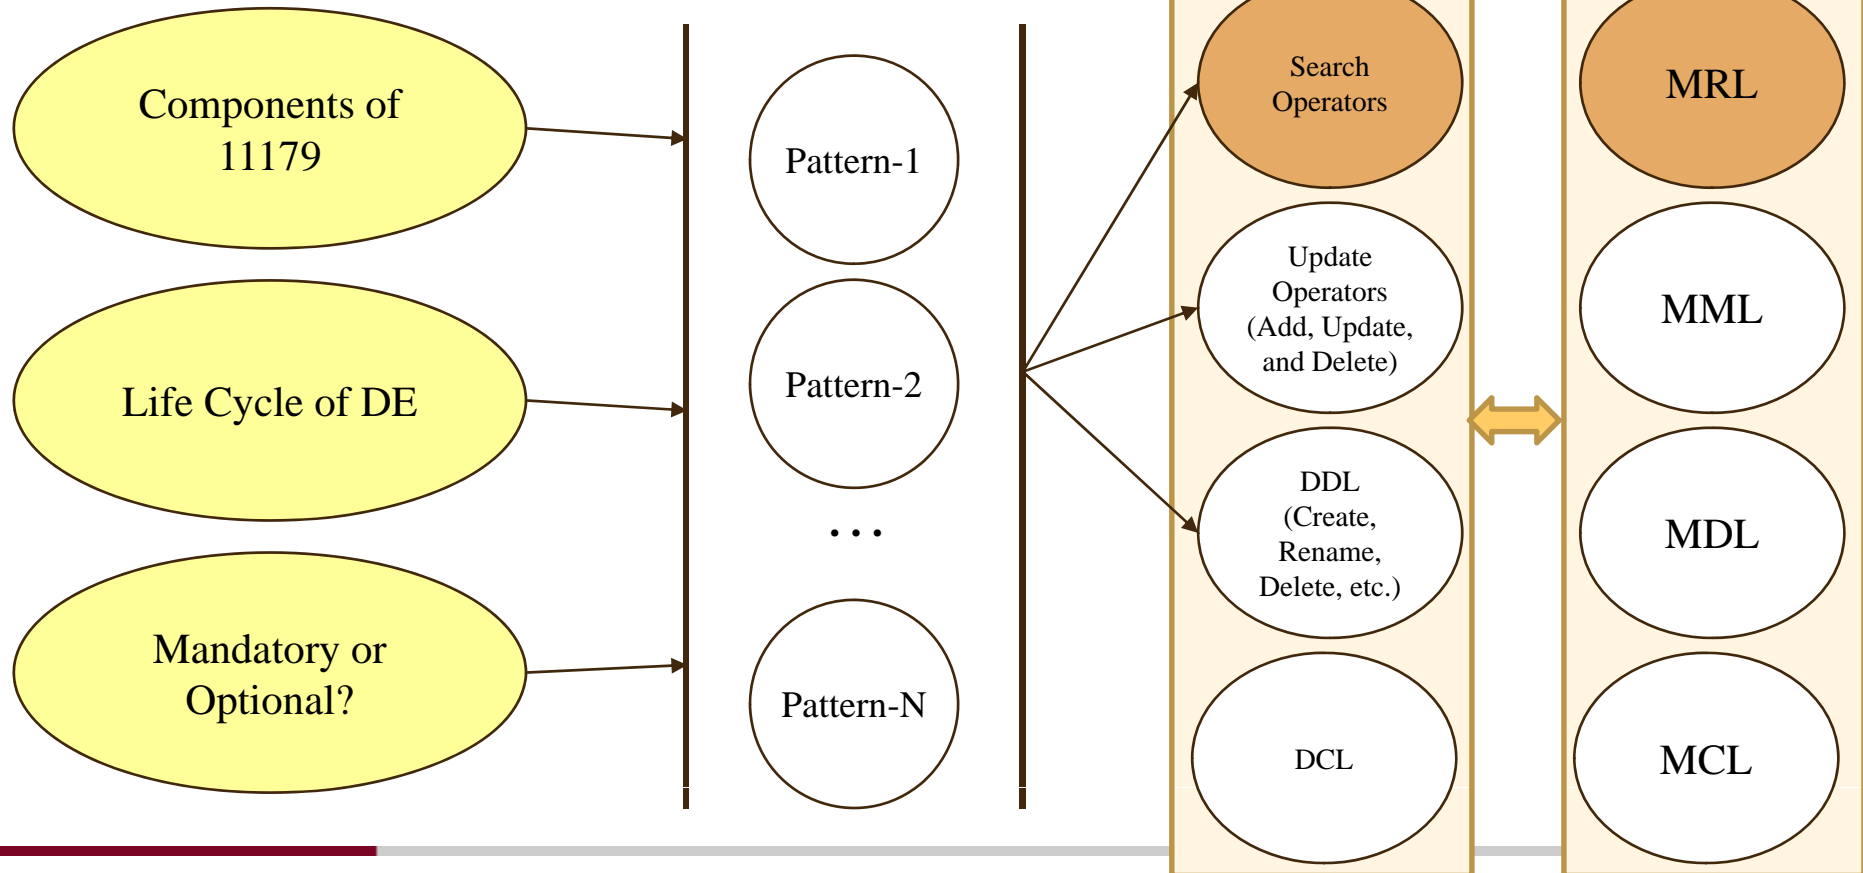 Components of
11179
Life Cycle of DE
Mandatory or
Optional?
Pattern-1
Pattern-2
...
Pattern-N
Search
Operators
Update
Operators
(Add, Update,
and Delete)
DDL
(Create,
Rename,
Delete, etc.)
DCL
MRL
MML
MDL
MCL